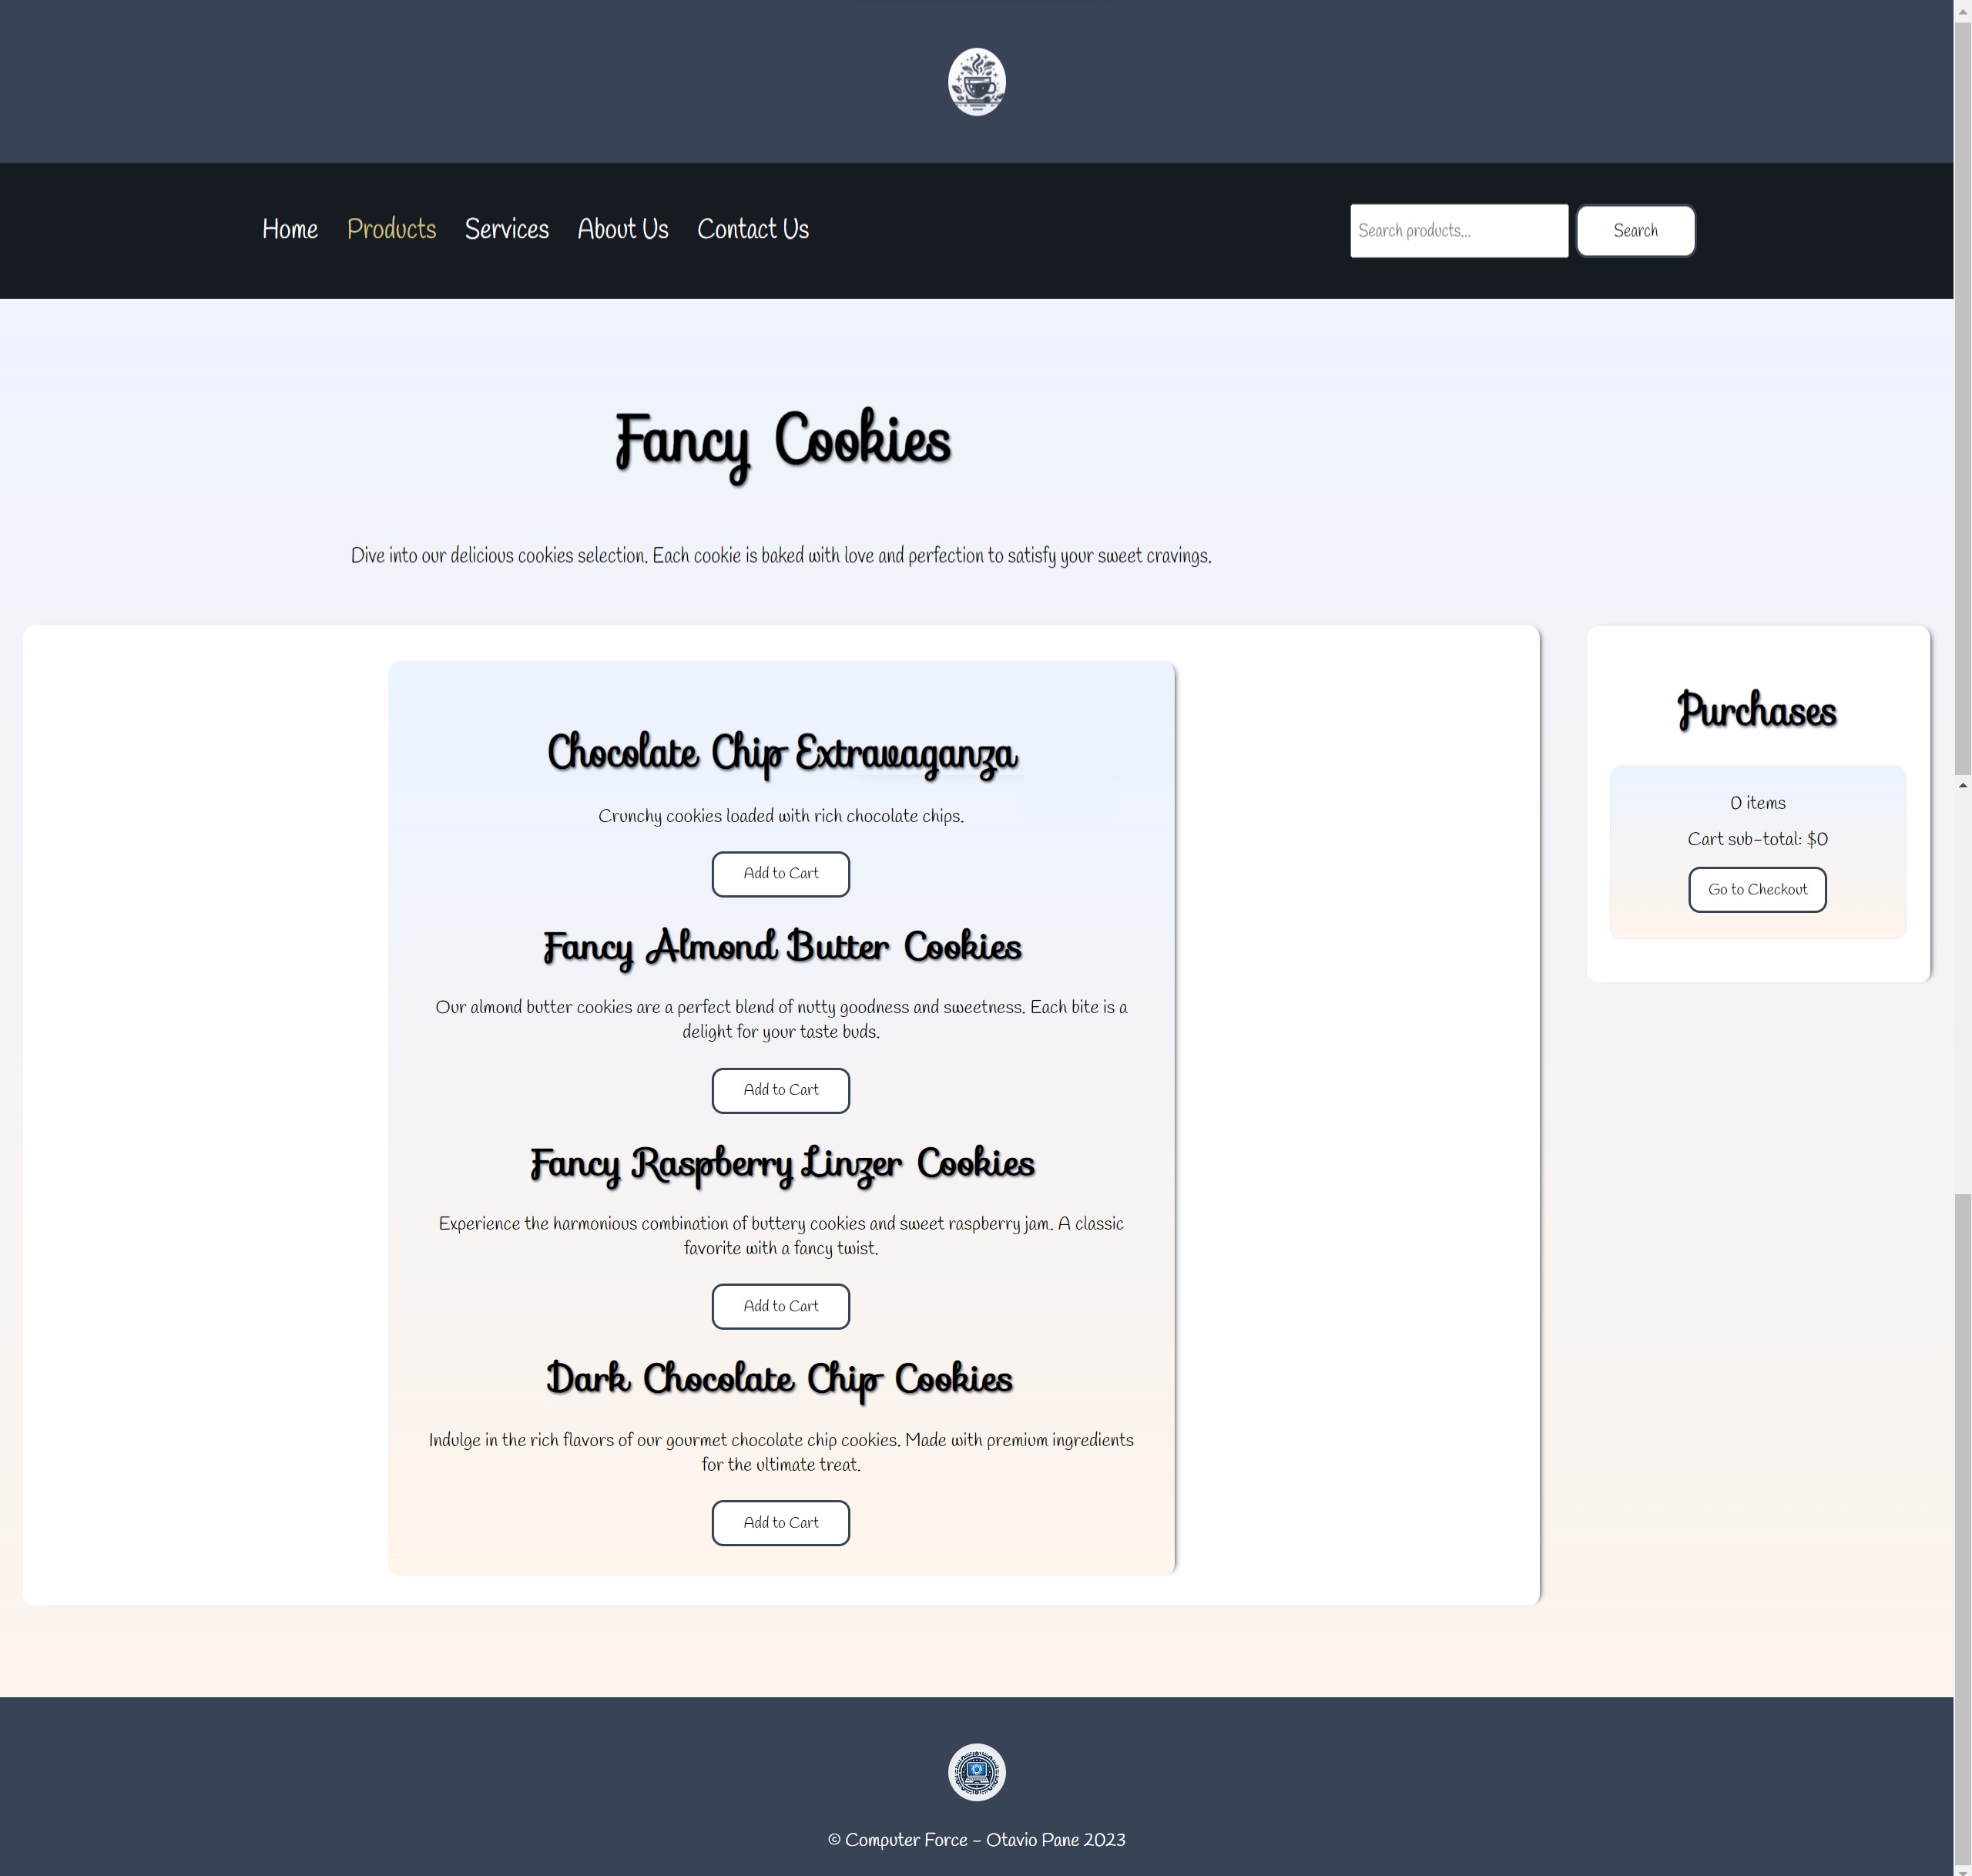 Home Products Services About Us Contact Us
Search products...
Search
Fancy Cookies
Dive into our delicious cookies selection. Each cookie is baked with love and perfection to satisfy your sweet cravings.
Chocolate Chip Extravaganza
Crunchy cookies loaded with rich chocolate chips.
Add to Cart
Fancy Almond Butter Cookies
Our almond butter cookies are a perfect blend of nutty goodness and sweetness. Each bite is a
delight for your taste buds.
Add to Cart
Fancy Raspberry Linzer Cookies
Experience the harmonious combination of buttery cookies and sweet raspberry jam. A classic
favorite with a fancy twist.
Add to Cart
Dark Chocolate Chip Cookies
Indulge in the rich flavors of our gourmet chocolate chip cookies. Made with premium ingredients
for the ultimate treat.
Add to Cart
Purchases
0 items
Cart sub-total: $0
Go to Checkout
© Computer Force - Otavio Pane 2023